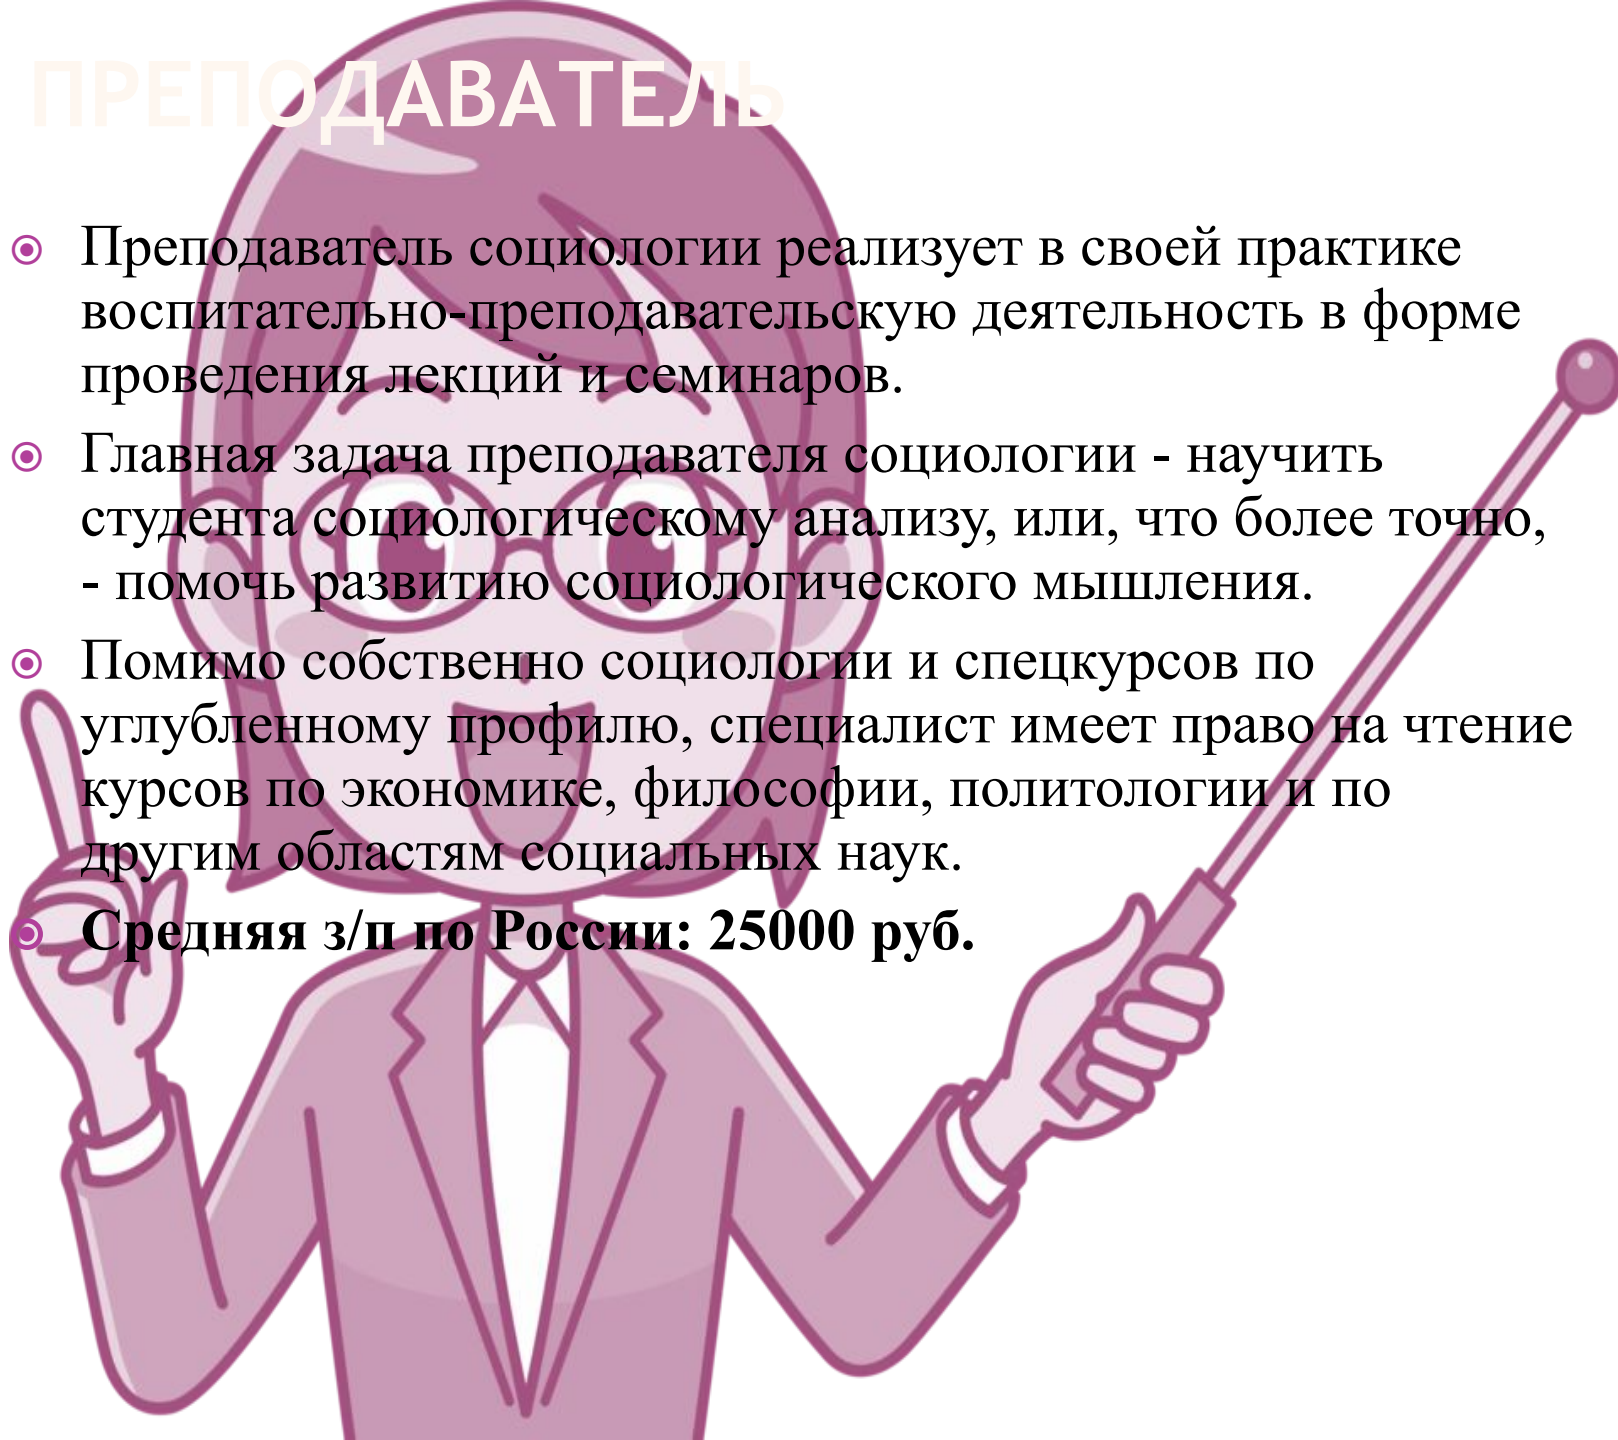 ПРЕПОДАВАТЕЛЬ
Преподаватель социологии реализует в своей практике
воспитательно-преподавательскую деятельность в форме
проведения лекций и семинаров.
Главная задача преподавателя социологии - научить
студента социологическому анализу, или, что более точно,
- помочь развитию социологического мышления.
Помимо собственно социологии и спецкурсов по
углубленному профилю, специалист имеет право на чтение
курсов по экономике, философии, политологии и по
другим областям социальных наук.
Средняя з/п по России: 25000 руб.